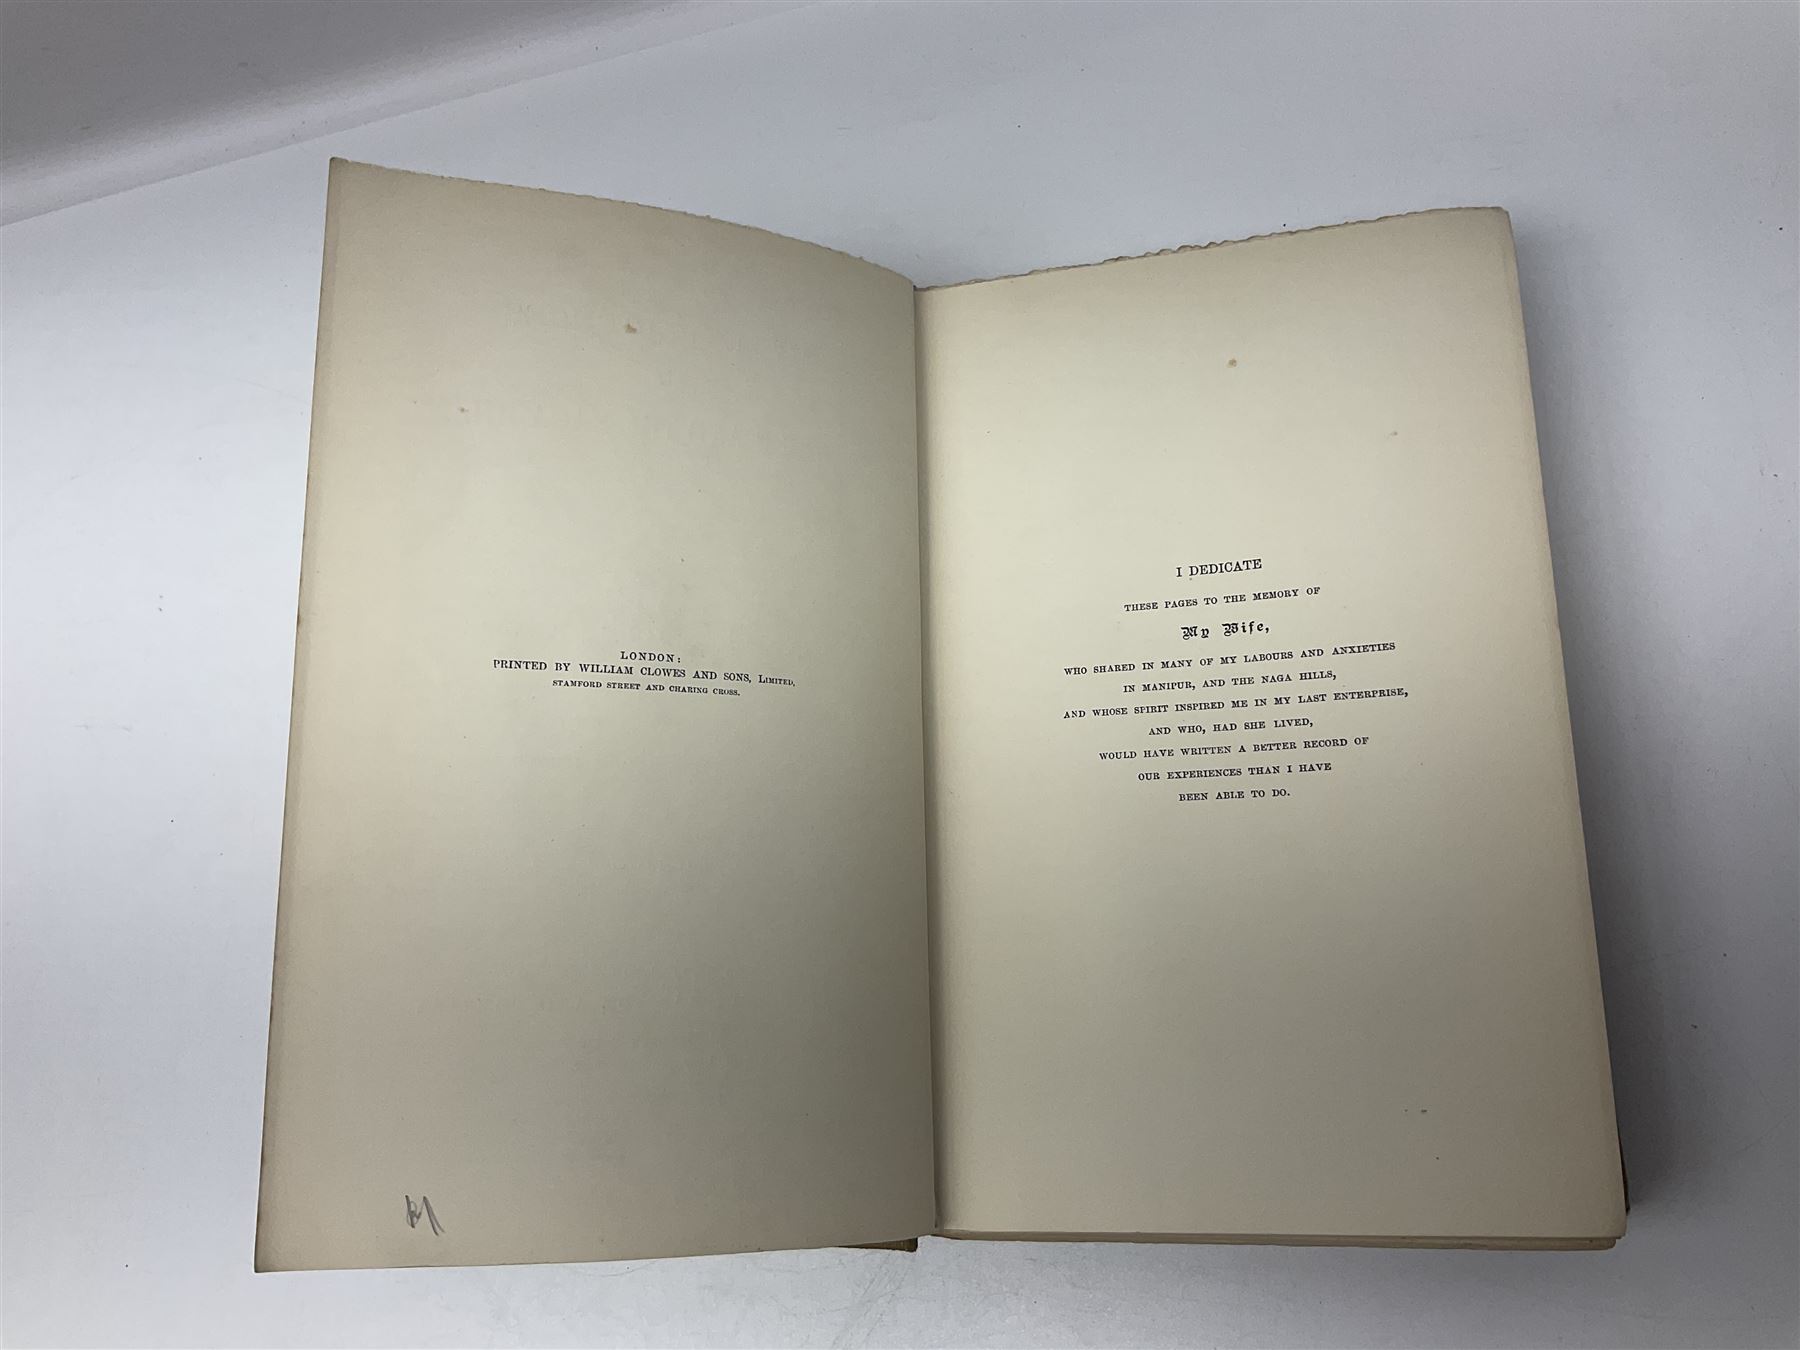 LONDON:
PRINTED BY WILLIAM CLOWES AND SONS, LIMITED,
STAMFORD STREET AND CHARING CROSS.
I DEDICATE
THESE PAGES TO THE MEMORY OF
My Wife,
WHO SHARED IN MANY OF MY LABOURS AND ANXIETIES
IN MANIPUR, AND THE NAGA HILLS,
AND WHOSE SPIRIT INSPIRED ME IN MY LAST ENTERPRISE,
AND WHO, HAD SHE LIVED,
WOULD HAVE WRITTEN A BETTER RECORD OF
OUR EXPERIENCES THAN I HAVE
BEEN ABLE TO DO.